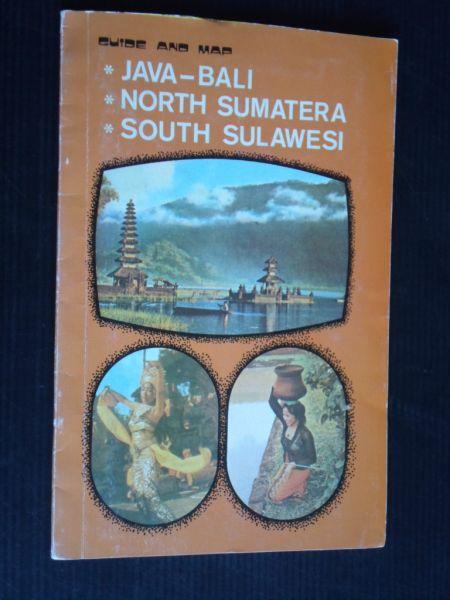 GUIDE AND MAP
* JAVA-BALI
* NORTH SUMATERA
* SOUTH SULAWESI